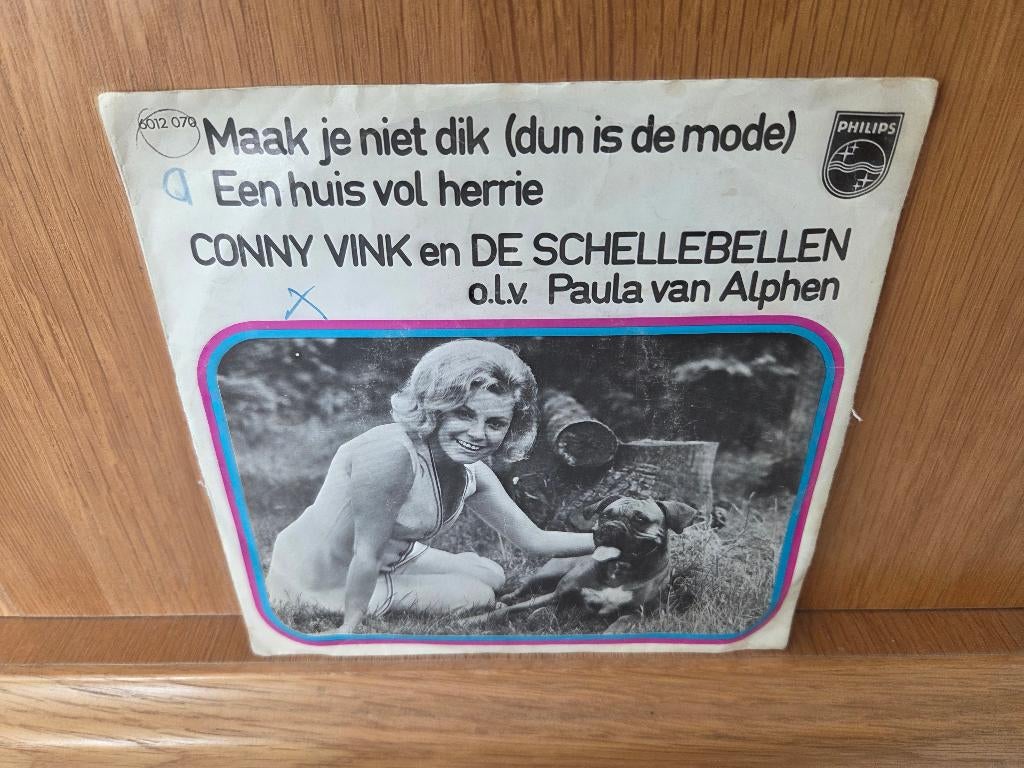 6012 070
Maak je niet dik (dun is de mode)
Een huis vol herrie
CONNY VINK en DE SCHELLEBELLEN
o.l.v. Paula van Alphen
PHILIPS